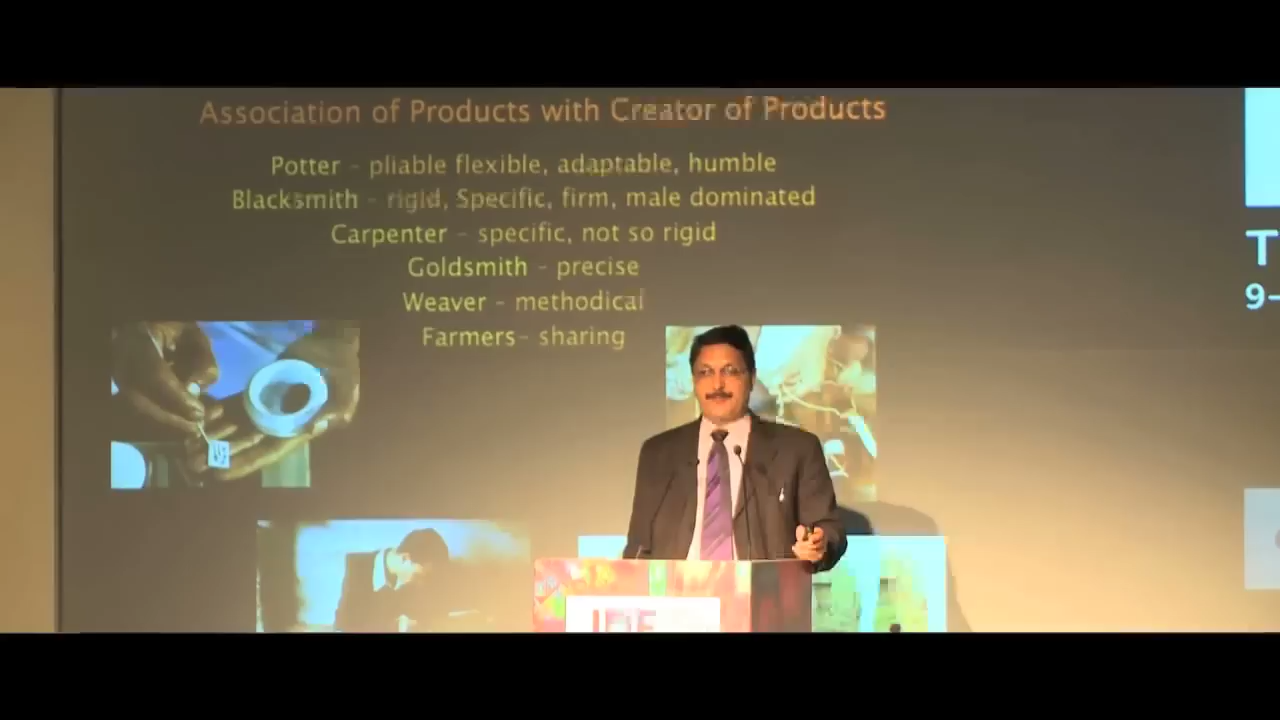 Association of Products with Creator of Products
Potter - pliable flexible, adaptable, humble
Blacksmith - rigid, Specific, firm, male dominated
Carpenter - specific, not so rigid
Goldsmith - precise
Weaver - methodical
Farmers- sharing
T
9-